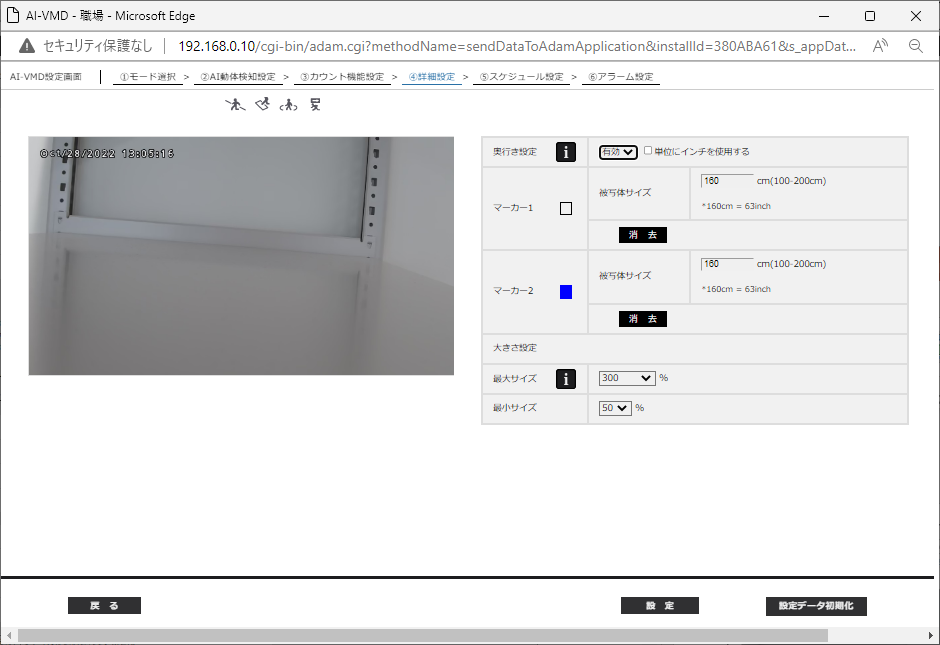 AI-VMD - 職場 - Microsoft Edge
セキュリティ保護なし
192.168.0.10/cgi-bin/adam.cgi?methodName=sendDataToAdamApplication&installId=380ABA61&s_appDat...
AI-VMD設定画面 ①モード選択 > ②AI動体検知設定 > ③カウント機能設定 > ④詳細設定 > ⑤スケジュール設定 > ⑥アラーム設定
Oct/28/2022 13:05:16
奥行き設定 i 有効 単位にインチを使用する
マーカー1
被写体サイズ
160 cm(100-200cm)
*160cm = 63inch
消 去
マーカー2
被写体サイズ
160 cm(100-200cm)
*160cm = 63inch
消 去
大きさ設定
最大サイズ i 300 %
最小サイズ 50 %
戻 る
設 定
設定データ初期化